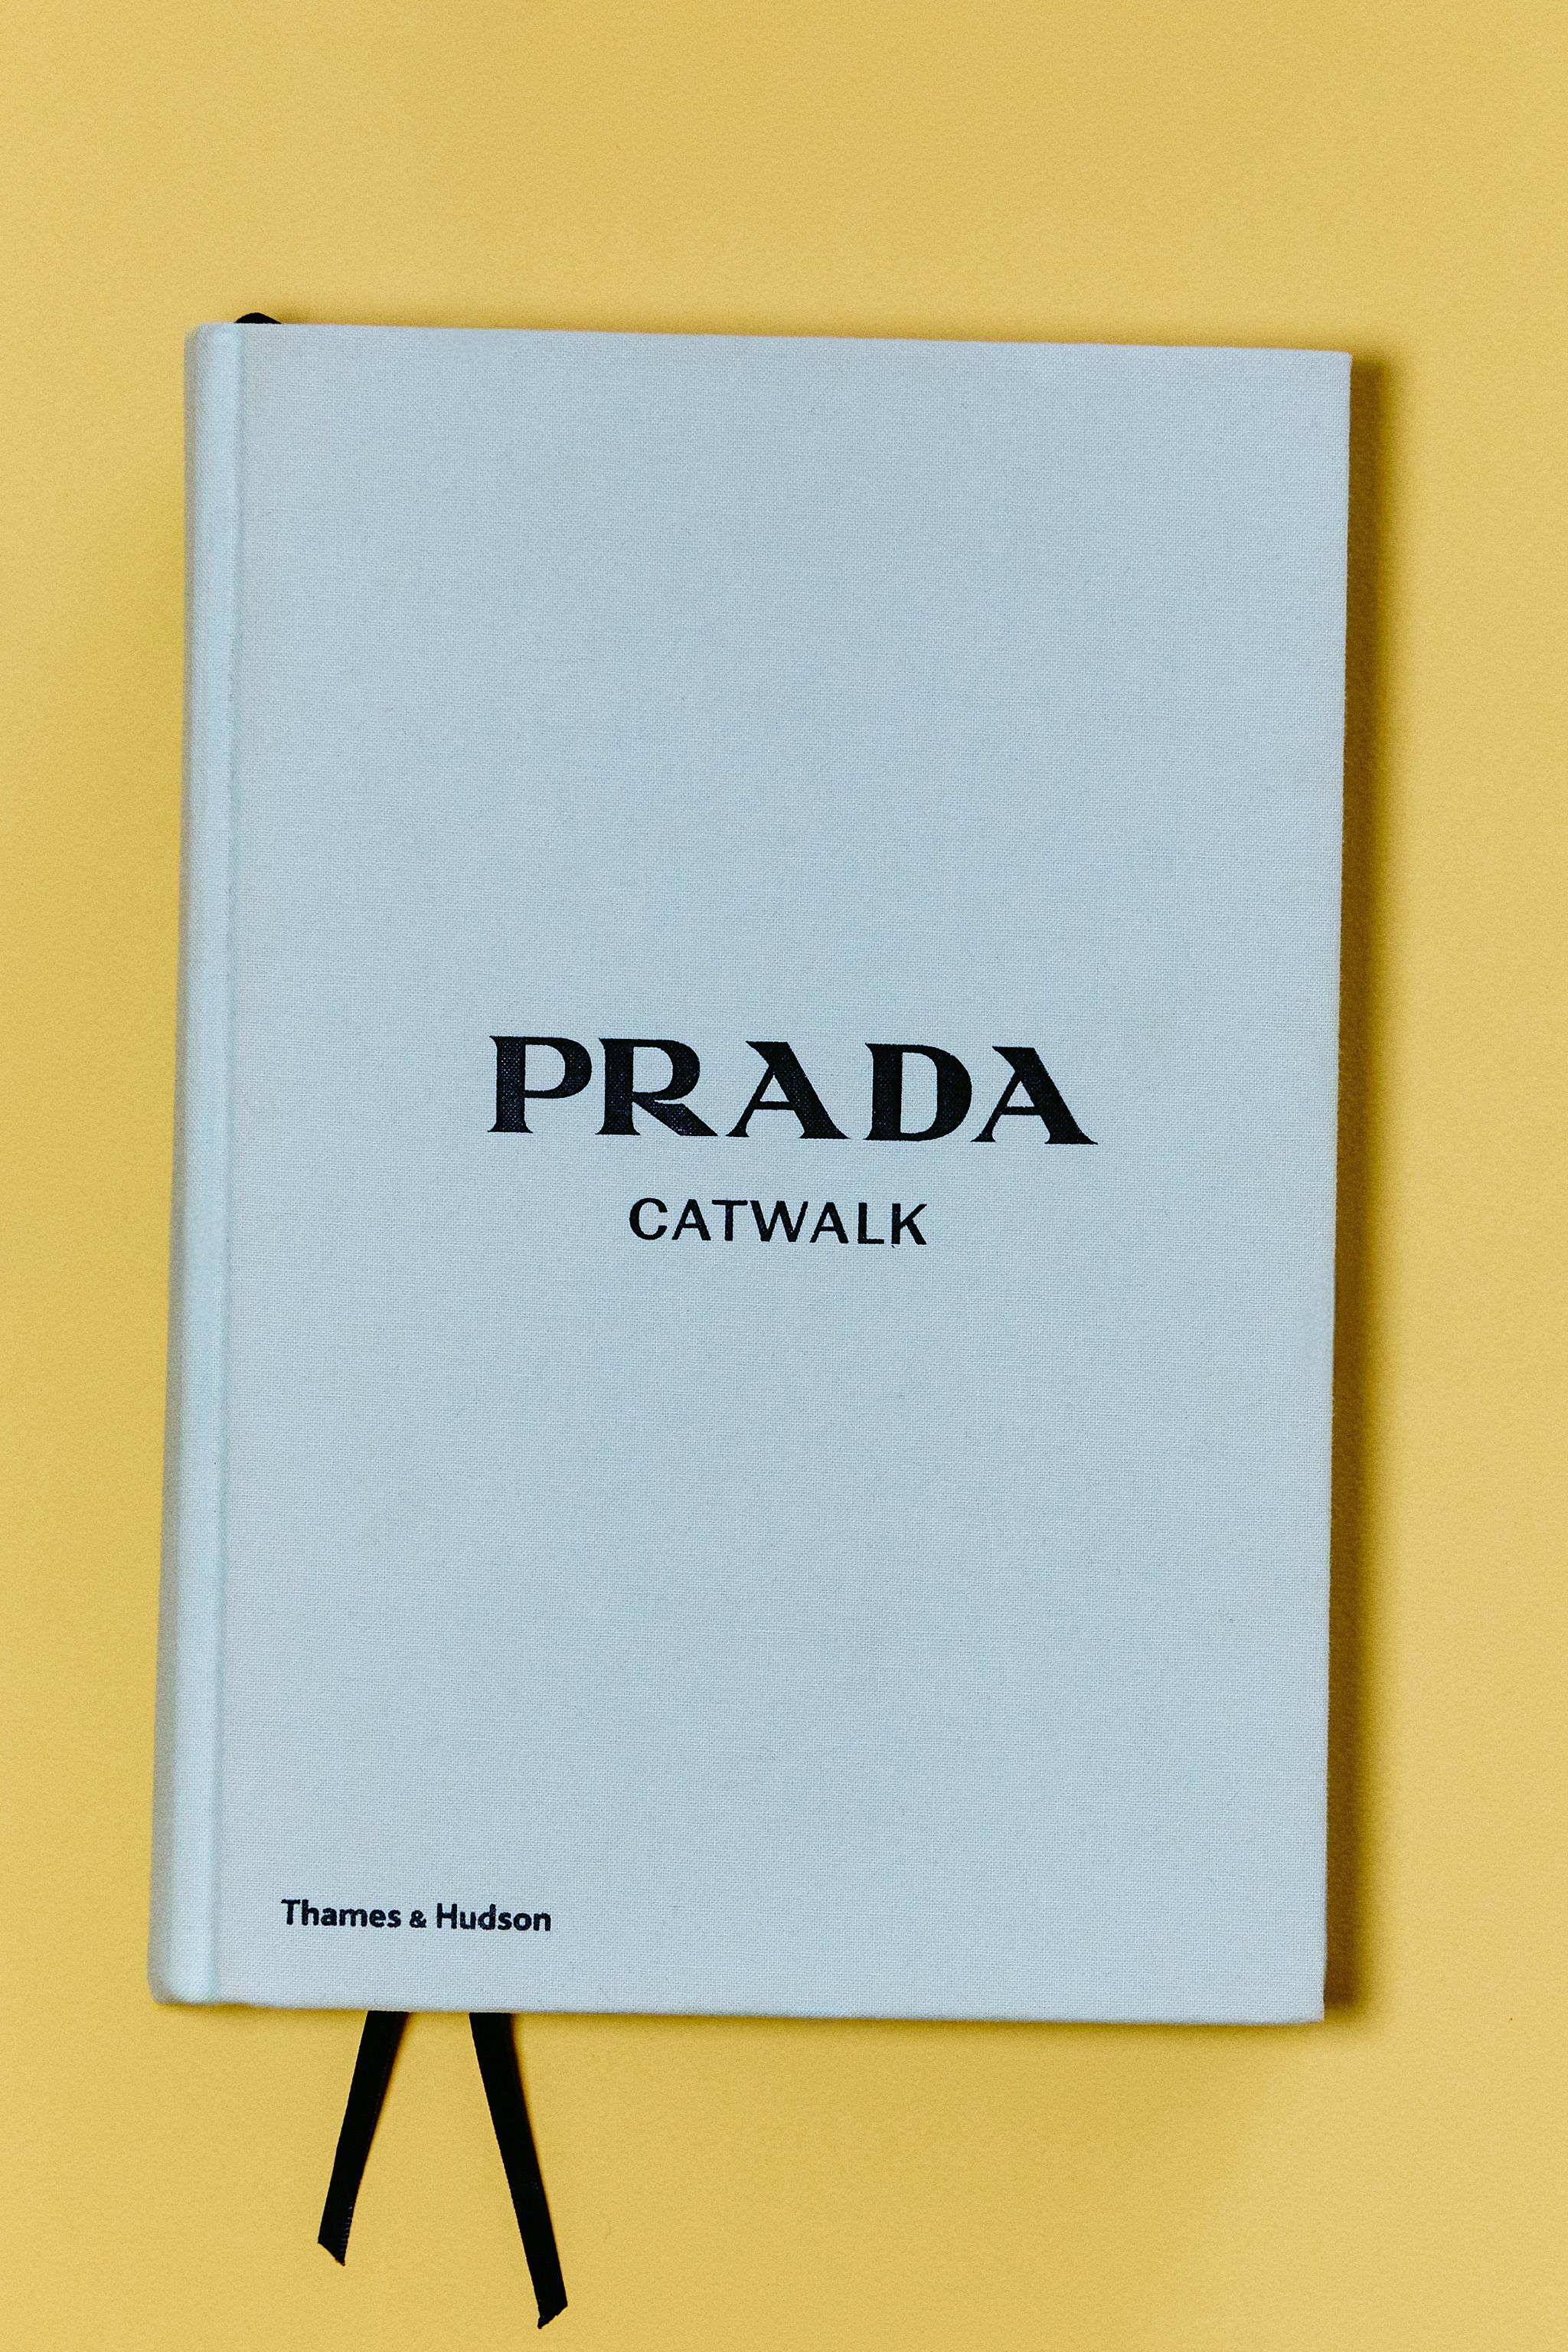 PRADA
CATWALK
Thames & Hudson